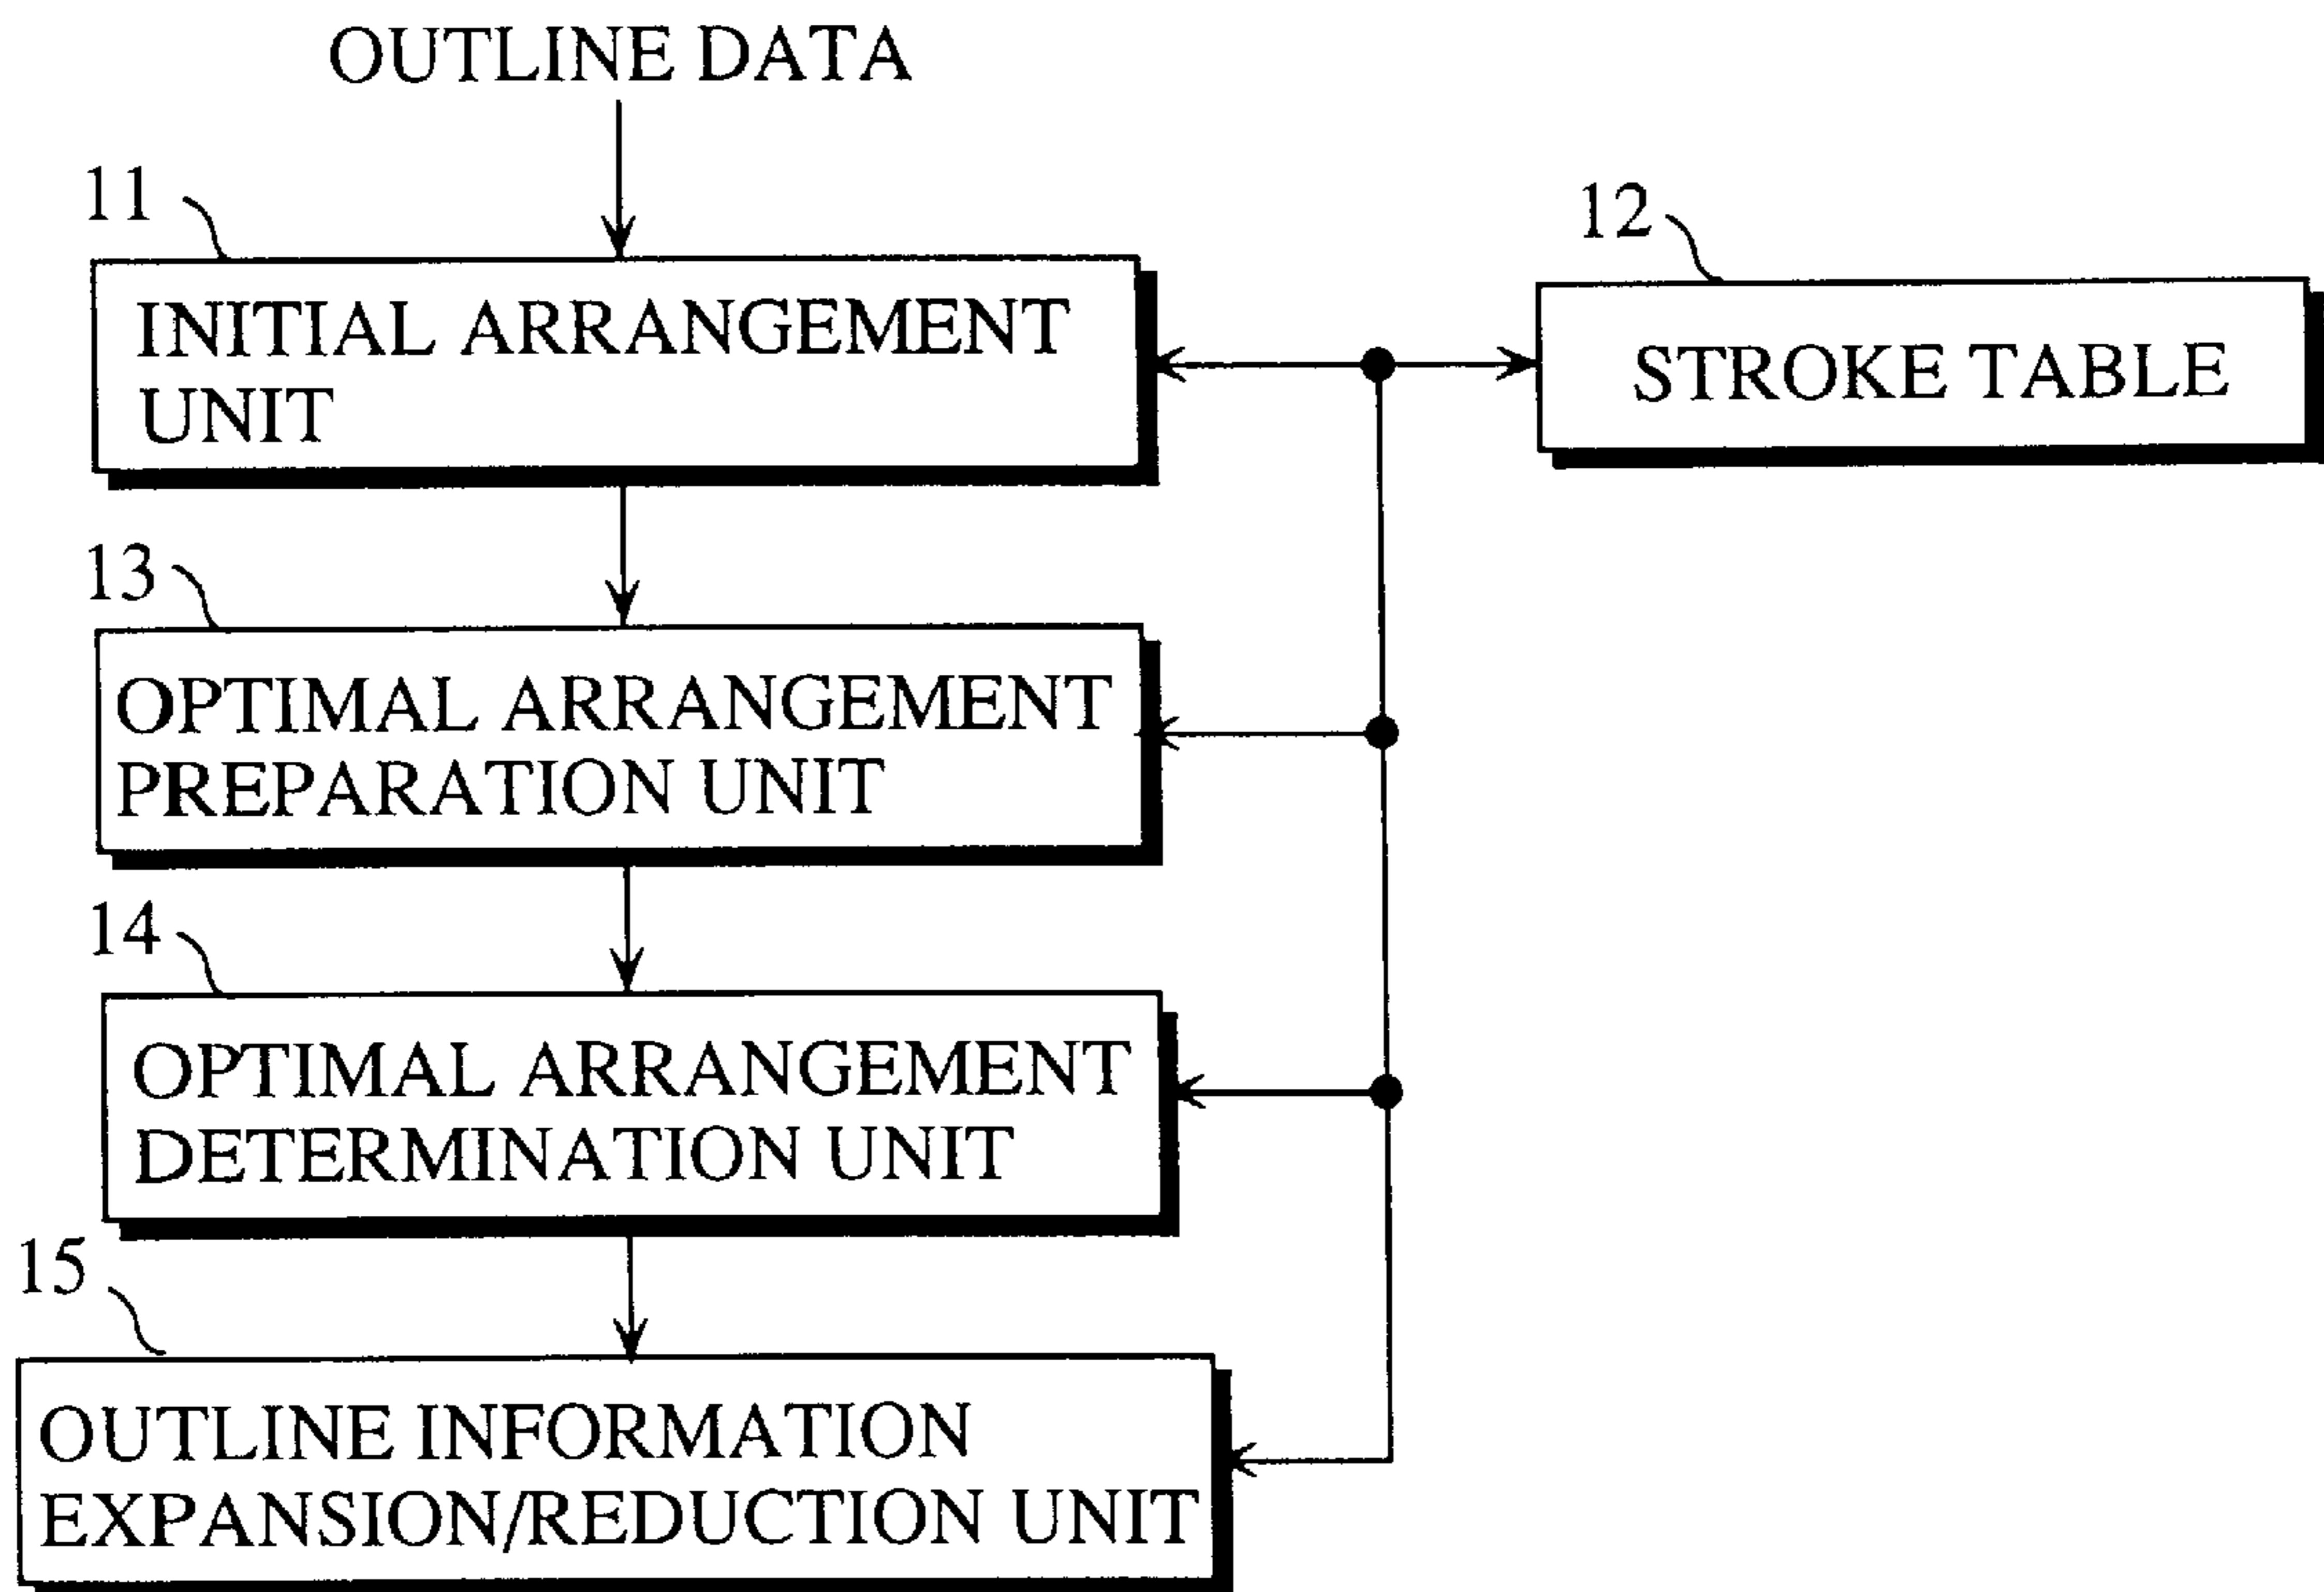 OUTLINE DATA
11
INITIAL ARRANGEMENT
UNIT
12
STROKE TABLE
13
OPTIMAL ARRANGEMENT
PREPARATION UNIT
14
OPTIMAL ARRANGEMENT
DETERMINATION UNIT
15
OUTLINE INFORMATION
EXPANSION/REDUCTION UNIT